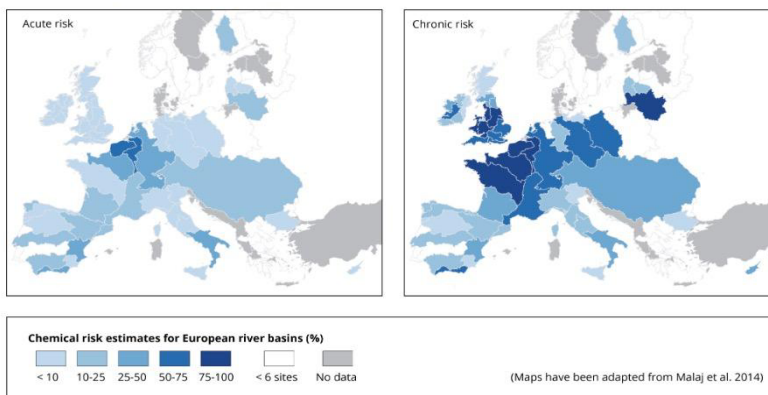 Acute risk
Chronic risk
Chemical risk estimates for European river basins (%)
< 10 10-25 25-50 50-75 75-100 < 6 sites No data
(Maps have been adapted from Malaj et al. 2014)